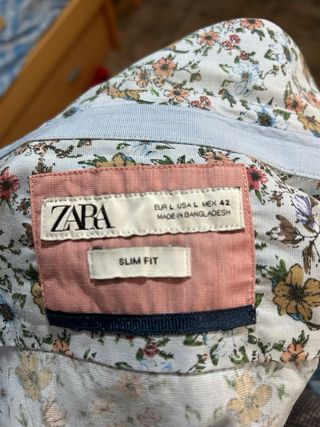 ZARA
EUR L USA L MEX 42
MADE IN BANGLADESH
SLIM FIT